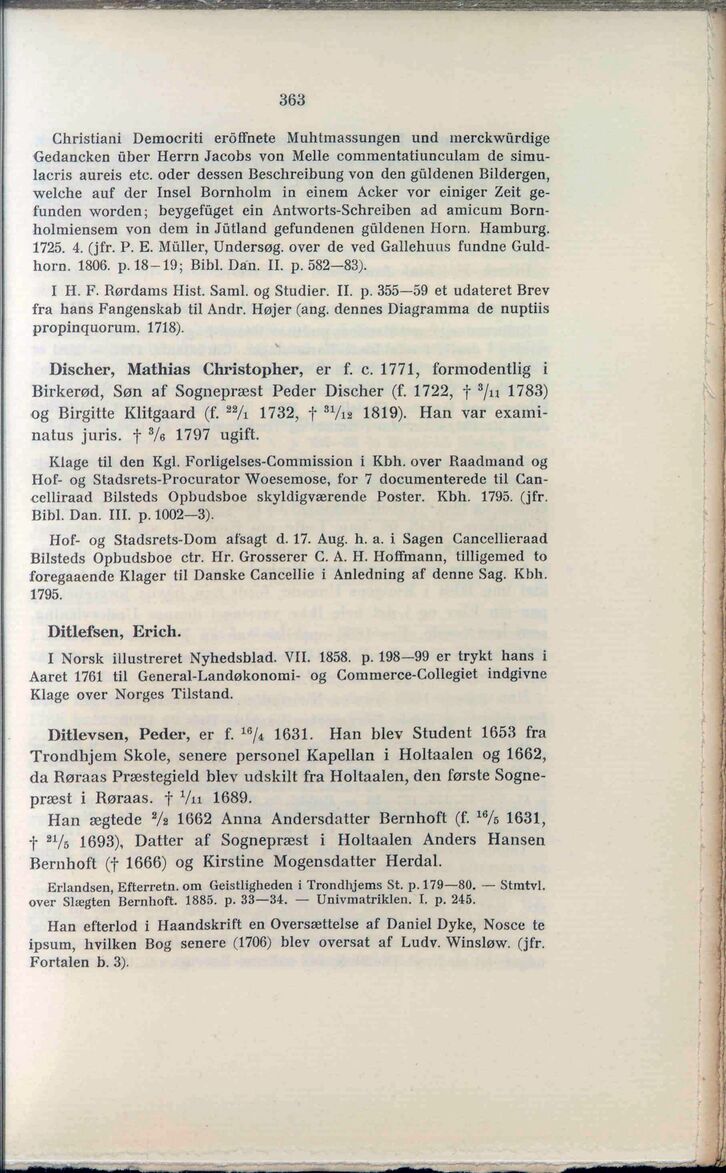 363
Christiani Democriti eröffnete Muhtmassungen und merckwürdige
Gedancken über Herrn Jacobs von Melle commentatiunculam de simu-
lacris aureis etc. oder dessen Beschreibung von den güldenen Bildergen,
welche auf der Insel Bornholm in einem Acker vor einiger Zeit ge-
funden worden; beygefüget ein Antworts-Schreiben ad amicum Born-
holmiensem von dem in Jütland gefundenen güldenen Horn. Hamburg.
1725. 4. (jfr. P. E. Müller, Undersøg. over de ved Gallehuus fundne Guld-
horn. 1806. p. 18–19; Bibl. Dan. II. p. 582–83).
I H. F. Rørdams Hist. Saml. og Studier. II. p. 355–59 et udateret Brev
fra hans Fangenskab til Andr. Højer (ang. dennes Diagramma de nuptiis
propinquorum. 1718).
Discher, Mathias Christopher, er f. c. 1771, formodentlig i
Birkerød, Søn af Sognepræst Peder Discher (f. 1722, † 3/11 1783)
og Birgitte Klitgaard (f. 22/1 1732, † 31/12 1819). Han var exami-
natus juris. † 3/6 1797 ugift.
Klage til den Kgl. Forligelses-Commission i Kbh. over Raadmand og
Hof- og Stadsrets-Procurator Woesemose, for 7 documenterede til Can-
celliraad Bilsteds Opbudsboe skyldigværende Poster. Kbh. 1795. (jfr.
Bibl. Dan. III. p. 1002–3).
Hof- og Stadsrets-Dom afsagt d. 17. Aug. h. a. i Sagen Cancellieraad
Bilsteds Opbudsboe ctr. Hr. Grosserer C. A. H. Hoffmann, tilligemed to
foregaaende Klager til Danske Cancellie i Anledning af denne Sag. Kbh.
1795.
Ditlefsen, Erich.
I Norsk illustreret Nyhedsblad. VII. 1858. p. 198–99 er trykt hans i
Aaret 1761 til General-Landøkonomi- og Commerce-Collegiet indgivne
Klage over Norges Tilstand.
Ditlevsen, Peder, er f. 16/4 1631. Han blev Student 1653 fra
Trondhjem Skole, senere personel Kapellan i Holtaalen og 1662,
da Røraas Præstegield blev udskilt fra Holtaalen, den første Sogne-
præst i Røraas. † 1/11 1689.
Han ægtede 2/2 1662 Anna Andersdatter Bernhoft (f. 16/5 1631,
† 21/5 1693), Datter af Sognepræst i Holtaalen Anders Hansen
Bernhoft († 1666) og Kirstine Mogensdatter Herdal.
Erlandsen, Efterretn. om Geistligheden i Trondhjems St. p. 179–80. — Stmtvl.
over Slægten Bernhoft. 1885. p. 33–34. — Univmatriklen. I. p. 245.
Han efterlod i Haandskrift en Oversættelse af Daniel Dyke, Nosce te
ipsum, hvilken Bog senere (1706) blev oversat af Ludv. Winsløw. (jfr.
Fortalen b. 3).